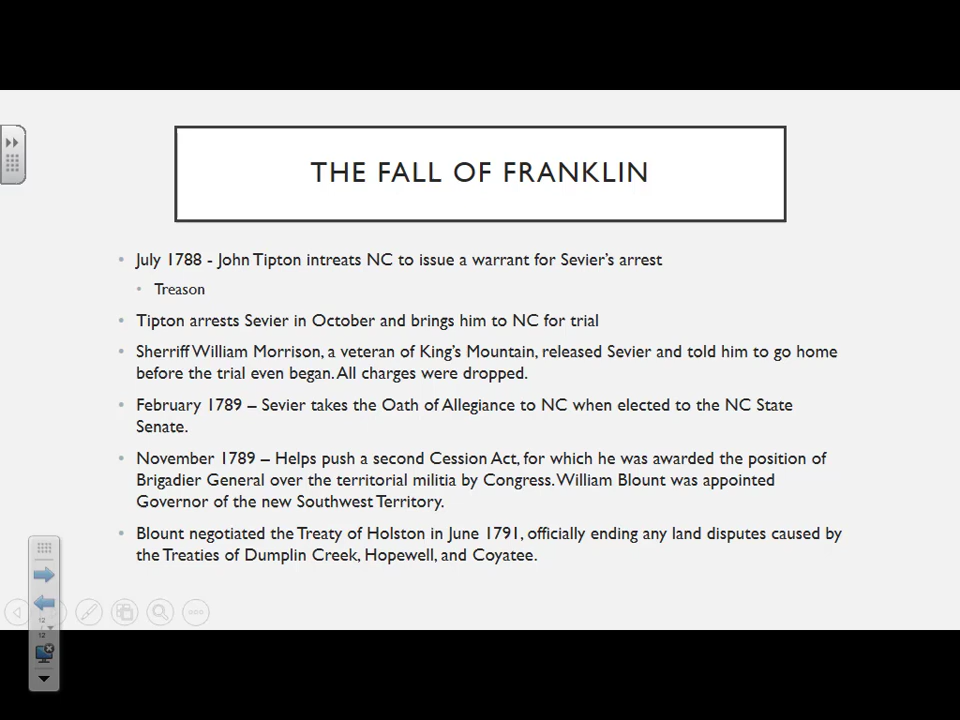 THE FALL OF FRANKLIN
• July 1788 - John Tipton intreats NC to issue a warrant for Sevier's arrest
• Treason
• Tipton arrests Sevier in October and brings him to NC for trial
• Sherriff William Morrison, a veteran of King's Mountain, released Sevier and told him to go home
before the trial even began. All charges were dropped.
• February 1789 – Sevier takes the Oath of Allegiance to NC when elected to the NC State
Senate.
• November 1789 – Helps push a second Cession Act, for which he was awarded the position of
Brigadier General over the territorial militia by Congress. William Blount was appointed
Governor of the new Southwest Territory.
• Blount negotiated the Treaty of Holston in June 1791, officially ending any land disputes caused by
the Treaties of Dumplin Creek, Hopewell, and Coyatee.
12
/
12